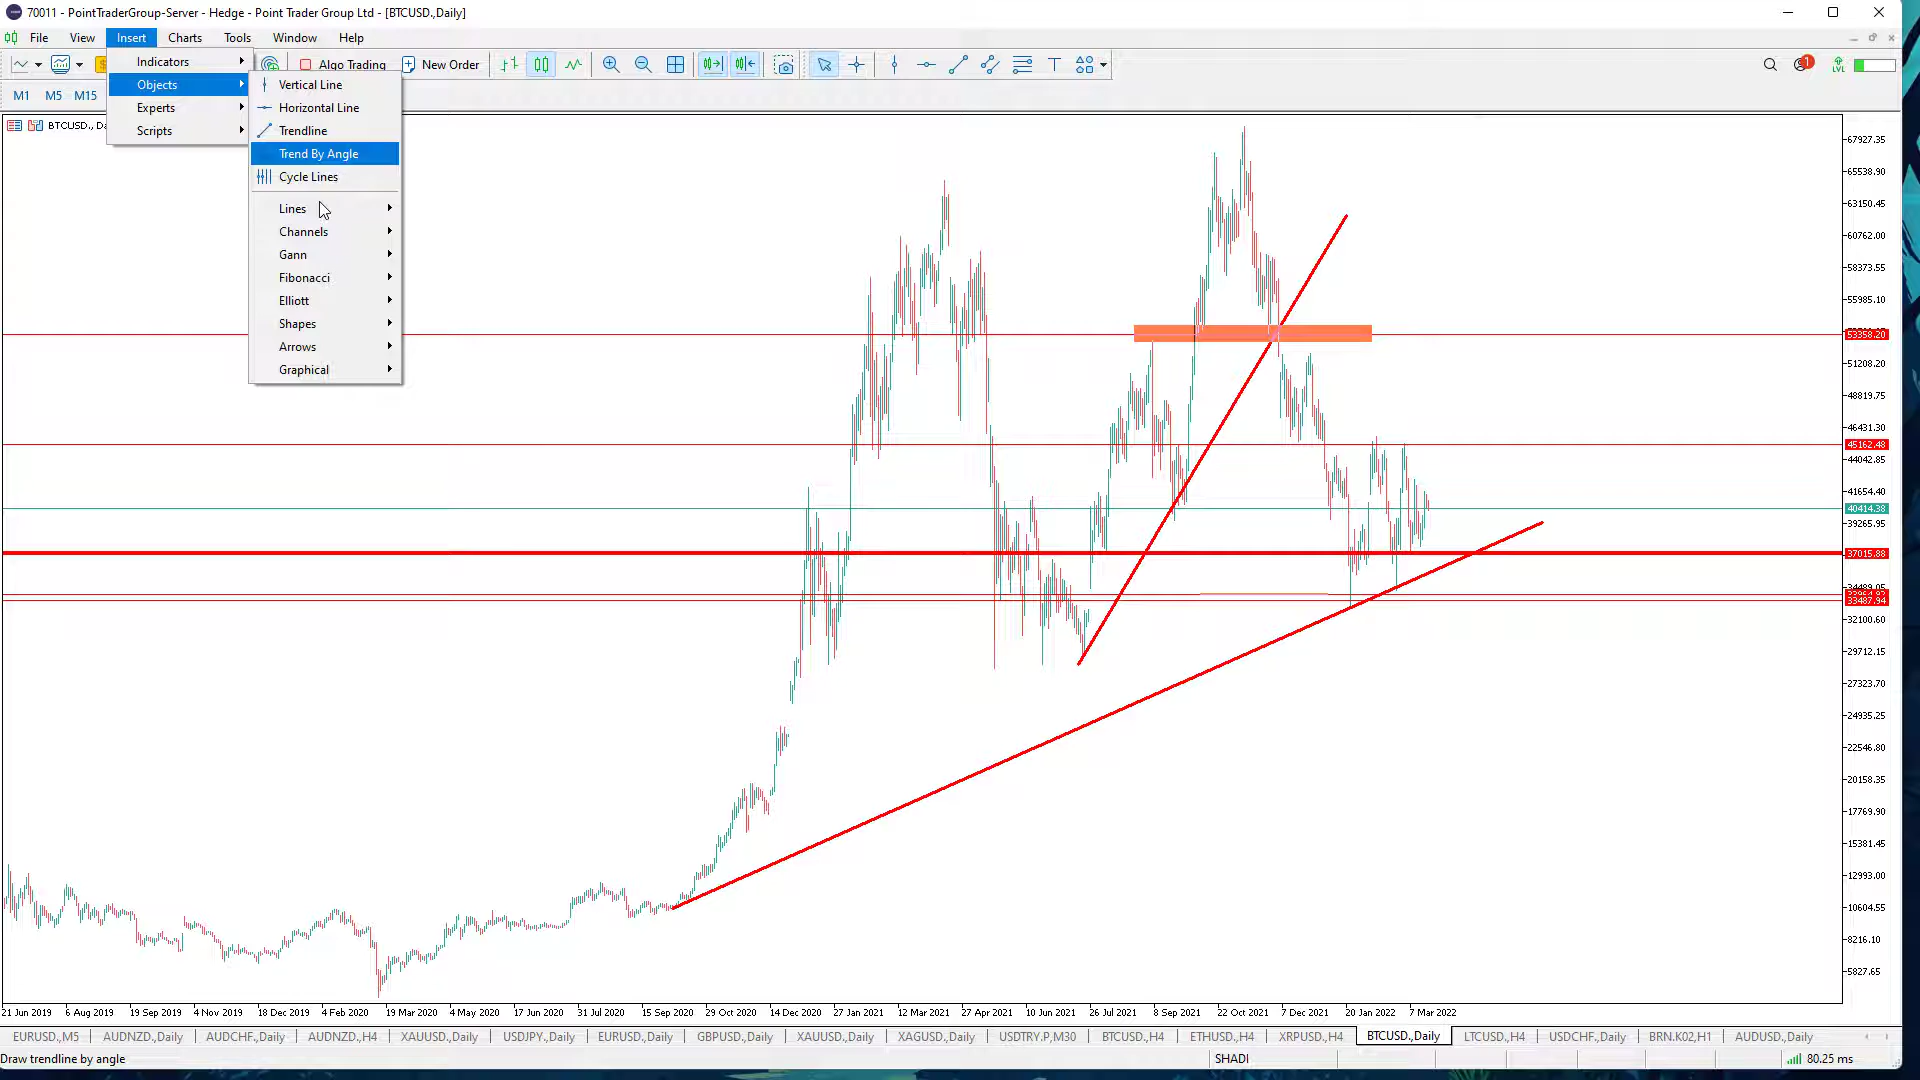 70011 - PointTraderGroup-Server - Hedge - Point Trader Group Ltd - [BTCUSD.,Daily]
File View Insert Charts Tools Window Help
Algo Trading New Order
1
LVL
M1 M5 M15
Indicators
Objects
Experts
Scripts
Vertical Line
Horizontal Line
Trendline
Trend By Angle
Cycle Lines
Lines
Channels
Gann
Fibonacci
Elliott
Shapes
Arrows
Graphical
BTCUSD., Da
67927.35
65538.90
63150.45
60762.00
58373.55
55985.10
53358.20
51208.20
48819.75
46431.30
45162.48
44042.85
41654.40
40414.38
39265.95
37015.88
34489.05
33487.94
32100.60
29712.15
27323.70
24935.25
22546.80
20158.35
17769.90
15381.45
12993.00
10604.55
8216.10
5827.65
21 Jun 2019 6 Aug 2019 19 Sep 2019 4 Nov 2019 18 Dec 2019 4 Feb 2020 19 Mar 2020 4 May 2020 17 Jun 2020 31 Jul 2020 15 Sep 2020 29 Oct 2020 14 Dec 2020 27 Jan 2021 12 Mar 2021 27 Apr 2021 10 Jun 2021 26 Jul 2021 8 Sep 2021 22 Oct 2021 7 Dec 2021 20 Jan 2022 7 Mar 2022
EURUSD.,M5 AUDNZD.,Daily AUDCHF.,Daily AUDNZD.,H4 XAUUSD.,Daily USDJPY.,Daily EURUSD.,Daily GBPUSD.,Daily XAUUSD.,Daily XAGUSD.,Daily USDTRY.P,M30 BTCUSD.,H4 ETHUSD.,H4 XRPUSD.,H4 BTCUSD.,Daily LTCUSD.,H4 USDCHF.,Daily BRN.K02,H1 AUDUSD.,Daily
Draw trendline by angle SHADI 80.25 ms